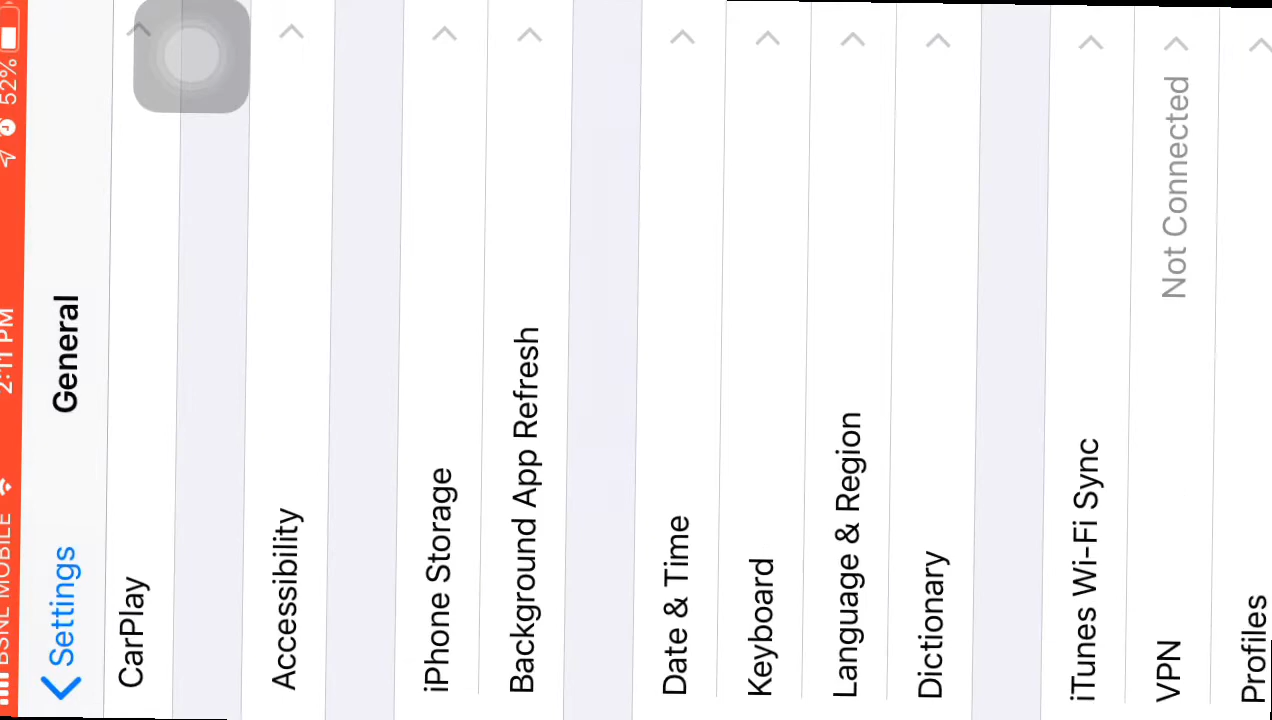 BSNL MOBILE 2:11 PM 52%
Settings General
CarPlay
Accessibility
iPhone Storage
Background App Refresh
Date & Time
Keyboard
Language & Region
Dictionary
iTunes Wi-Fi Sync
VPN Not Connected
Profiles